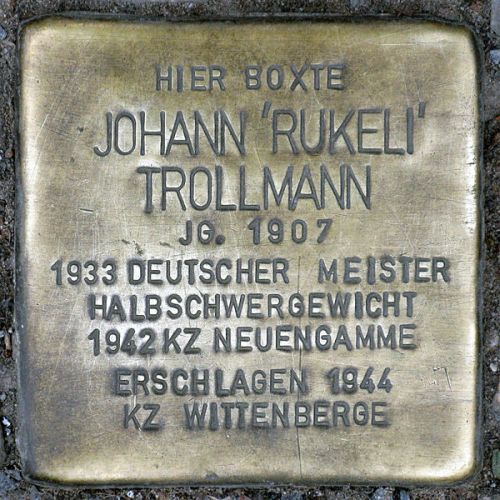 HIER BOXTE
JOHANN 'RUKELI'
TROLLMANN
JG. 1907
1933 DEUTSCHER MEISTER
HALBSCHWERGEWICHT
1942 KZ NEUENGAMME
ERSCHLAGEN 1944
KZ WITTENBERGE